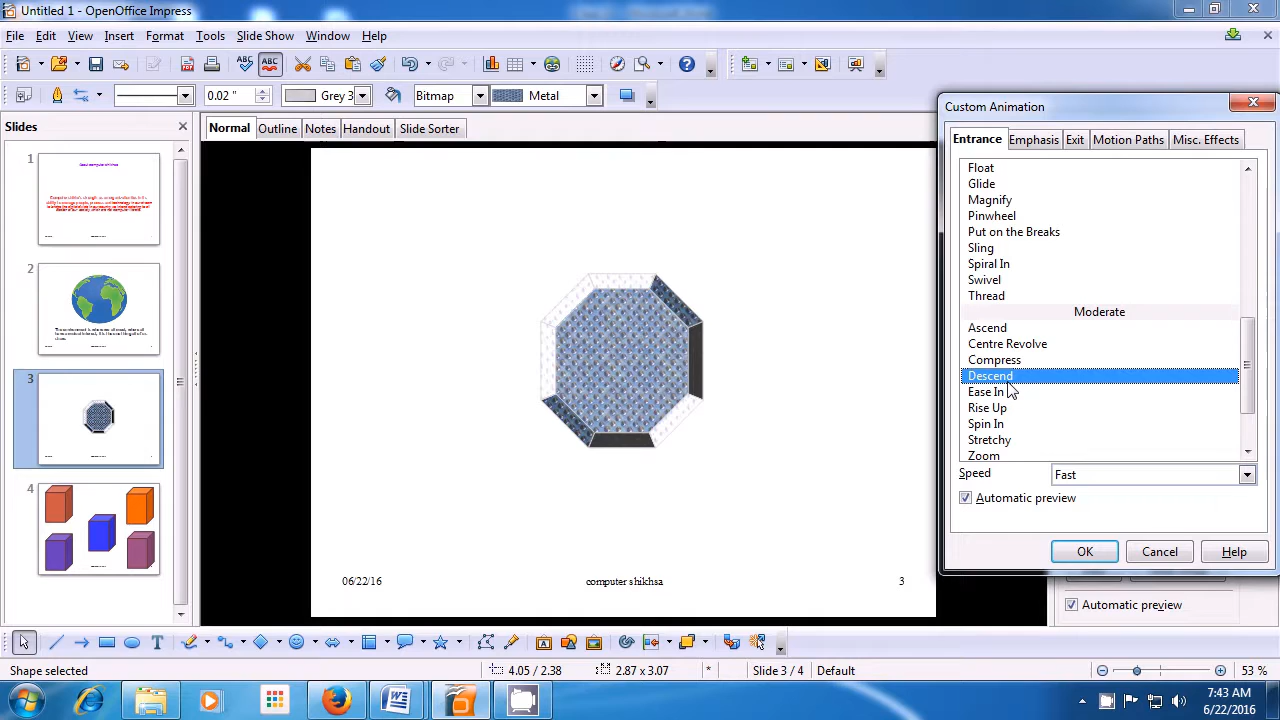 Untitled 1 - OpenOffice Impress
File Edit View Insert Format Tools Slide Show Window Help
ABC ABC
0.02 " Grey 3 Bitmap Metal
Slides
Normal Outline Notes Handout Slide Sorter
1
2
3
4
06/22/16 computer shikhsa 3
Custom Animation
Entrance Emphasis Exit Motion Paths Misc. Effects
Float
Glide
Magnify
Pinwheel
Put on the Breaks
Sling
Spiral In
Swivel
Thread
Moderate
Ascend
Centre Revolve
Compress
Descend
Ease In
Rise Up
Spin In
Stretchy
Zoom
Speed Fast
Automatic preview
OK Cancel Help
Automatic preview
Shape selected 4.05 / 2.38 2.87 x 3.07 * Slide 3 / 4 Default 53 %
7:43 AM
6/22/2016